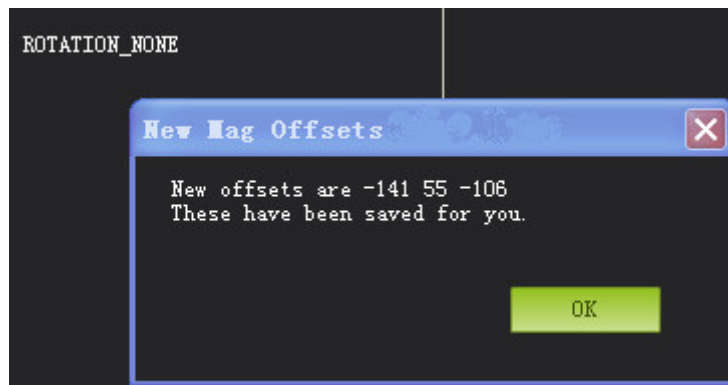 ROTATION_NONE
New Mag Offsets
New offsets are -141 55 -106
These have been saved for you.
OK